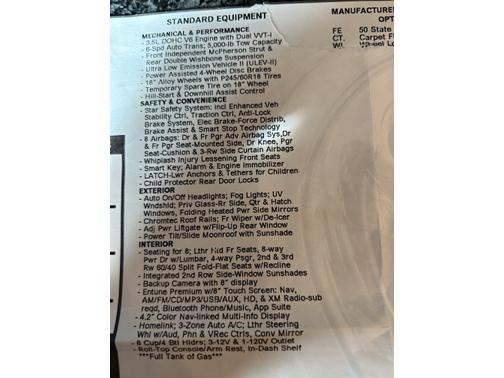 STANDARD EQUIPMENT
MECHANICAL & PERFORMANCE
- 3.5L DOHC V6 Engine with Dual VVT-i
- 6-Spd Auto Trans; 5,000-lb Tow Capacity
- Front Independent McPherson Strut &
Rear Double Wishbone Suspension
- Ultra Low Emission Vehicle II (ULEV-II)
- Power Assisted 4-Wheel Disc Brakes
- 18" Alloy Wheels with P245/60R18 Tires
- Temporary Spare Tire on 18" Wheel
- Hill-Start & Downhill Assist Control
SAFETY & CONVENIENCE
- Star Safety System: incl Enhanced Veh
Stability Ctrl, Traction Ctrl, Anti-Lock
Brake System, Elec Brake-Force Distrib,
Brake Assist & Smart Stop Technology
- 8 Airbags: Dr & Fr Pgr Adv Airbag Sys,Dr
& Fr Pgr Seat-Mounted Side, Dr Knee, Pgr
Seat-Cushion & 3-Rw Side Curtain Airbags
- Whiplash Injury Lessening Front Seats
- Smart Key; Alarm & Engine Immobilizer
- LATCH-Lwr Anchors & Tethers for Children
- Child Protector Rear Door Locks
EXTERIOR
- Auto On/Off Headlights; Fog Lights; UV
Wndshld; Priv Glass-Rr Side, Qtr & Hatch
Windows, Folding Heated Pwr Side Mirrors
- Chromtec Roof Rails; Fr Wiper w/De-Icer
- Adj Pwr Liftgate w/Flip-Up Rear Window
- Power Tilt/Slide Moonroof with Sunshade
INTERIOR
- Seating for 8; Lthr Htd Fr Seats, 8-way
Pwr Dr w/Lumbar, 4-way Psgr, 2nd & 3rd
Rw 60/40 Split Fold-Flat Seats w/Recline
- Integrated 2nd Row Side-Window Sunshades
- Backup Camera with 8" display
- Entune Premium w/8" Touch Screen: Nav,
AM/FM/CD/MP3/USB/AUX, HD, & XM Radio-sub
reqd, Bluetooth Phone/Music, App Suite
- 4.2" Color Nav-linked Multi-Info Display
- Homelink; 3-Zone Auto A/C; Lthr Steering
Whl w/Aud, Phn & VRec Ctrls, Conv Mirror
- 8 Cup/4 Btl Hldrs; 3-12V & 1-120V Outlet
- Roll-Top Console/Arm Rest, In-Dash Shelf
***Full Tank of Gas***
MANUFACTURER
OPT
FE 50 State
CT. Carpet Fl
WL Wheel Lo